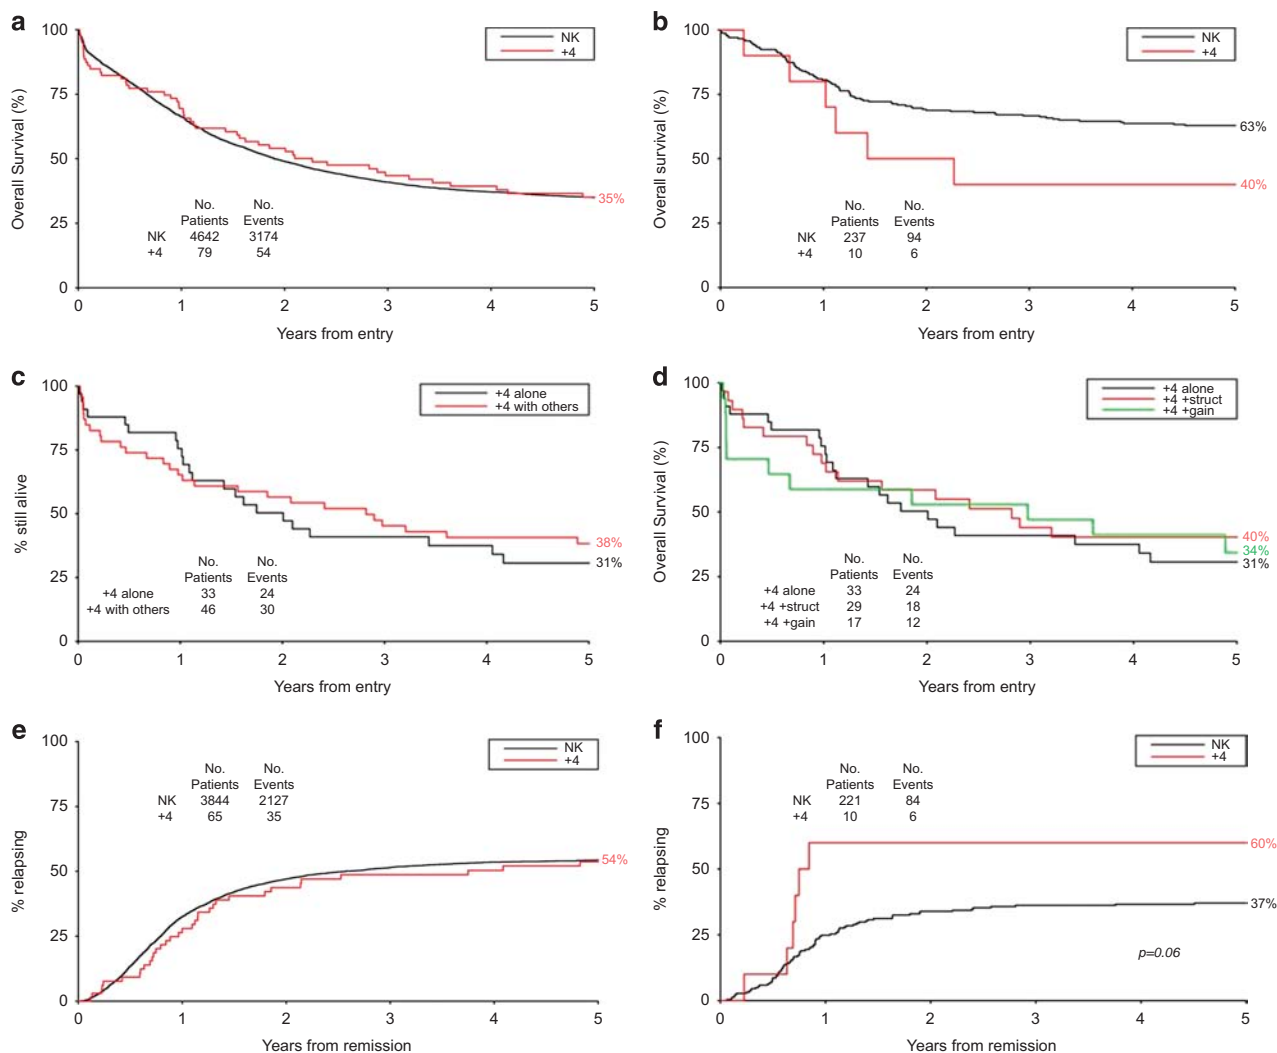 a
100
75
50
25
0
Overall Survival (%)
NK
+4
35%
No. No.
Patients Events
NK 4642 3174
+4 79 54
0 1 2 3 4 5
Years from entry
b
100
75
50
25
0
Overall survival (%)
NK
+4
63%
40%
No. No.
Patients Events
NK 237 94
+4 10 6
0 1 2 3 4 5
Years from entry
c
100
75
50
25
0
% still alive
+4 alone
+4 with others
38%
31%
No. No.
Patients Events
+4 alone 33 24
+4 with others 46 30
0 1 2 3 4 5
Years from entry
d
100
75
50
25
0
Overall Survival (%)
+4 alone
+4 +struct
+4 +gain
40%
34%
31%
No. No.
Patients Events
+4 alone 33 24
+4 +struct 29 18
+4 +gain 17 12
0 1 2 3 4 5
Years from entry
e
100
75
50
25
0
% relapsing
NK
+4
No. No.
Patients Events
NK 3844 2127
+4 65 35
54%
0 1 2 3 4 5
Years from remission
f
100
75
50
25
0
% relapsing
NK
+4
No. No.
Patients Events
NK 221 84
+4 10 6
60%
37%
p=0.06
0 1 2 3 4 5
Years from remission